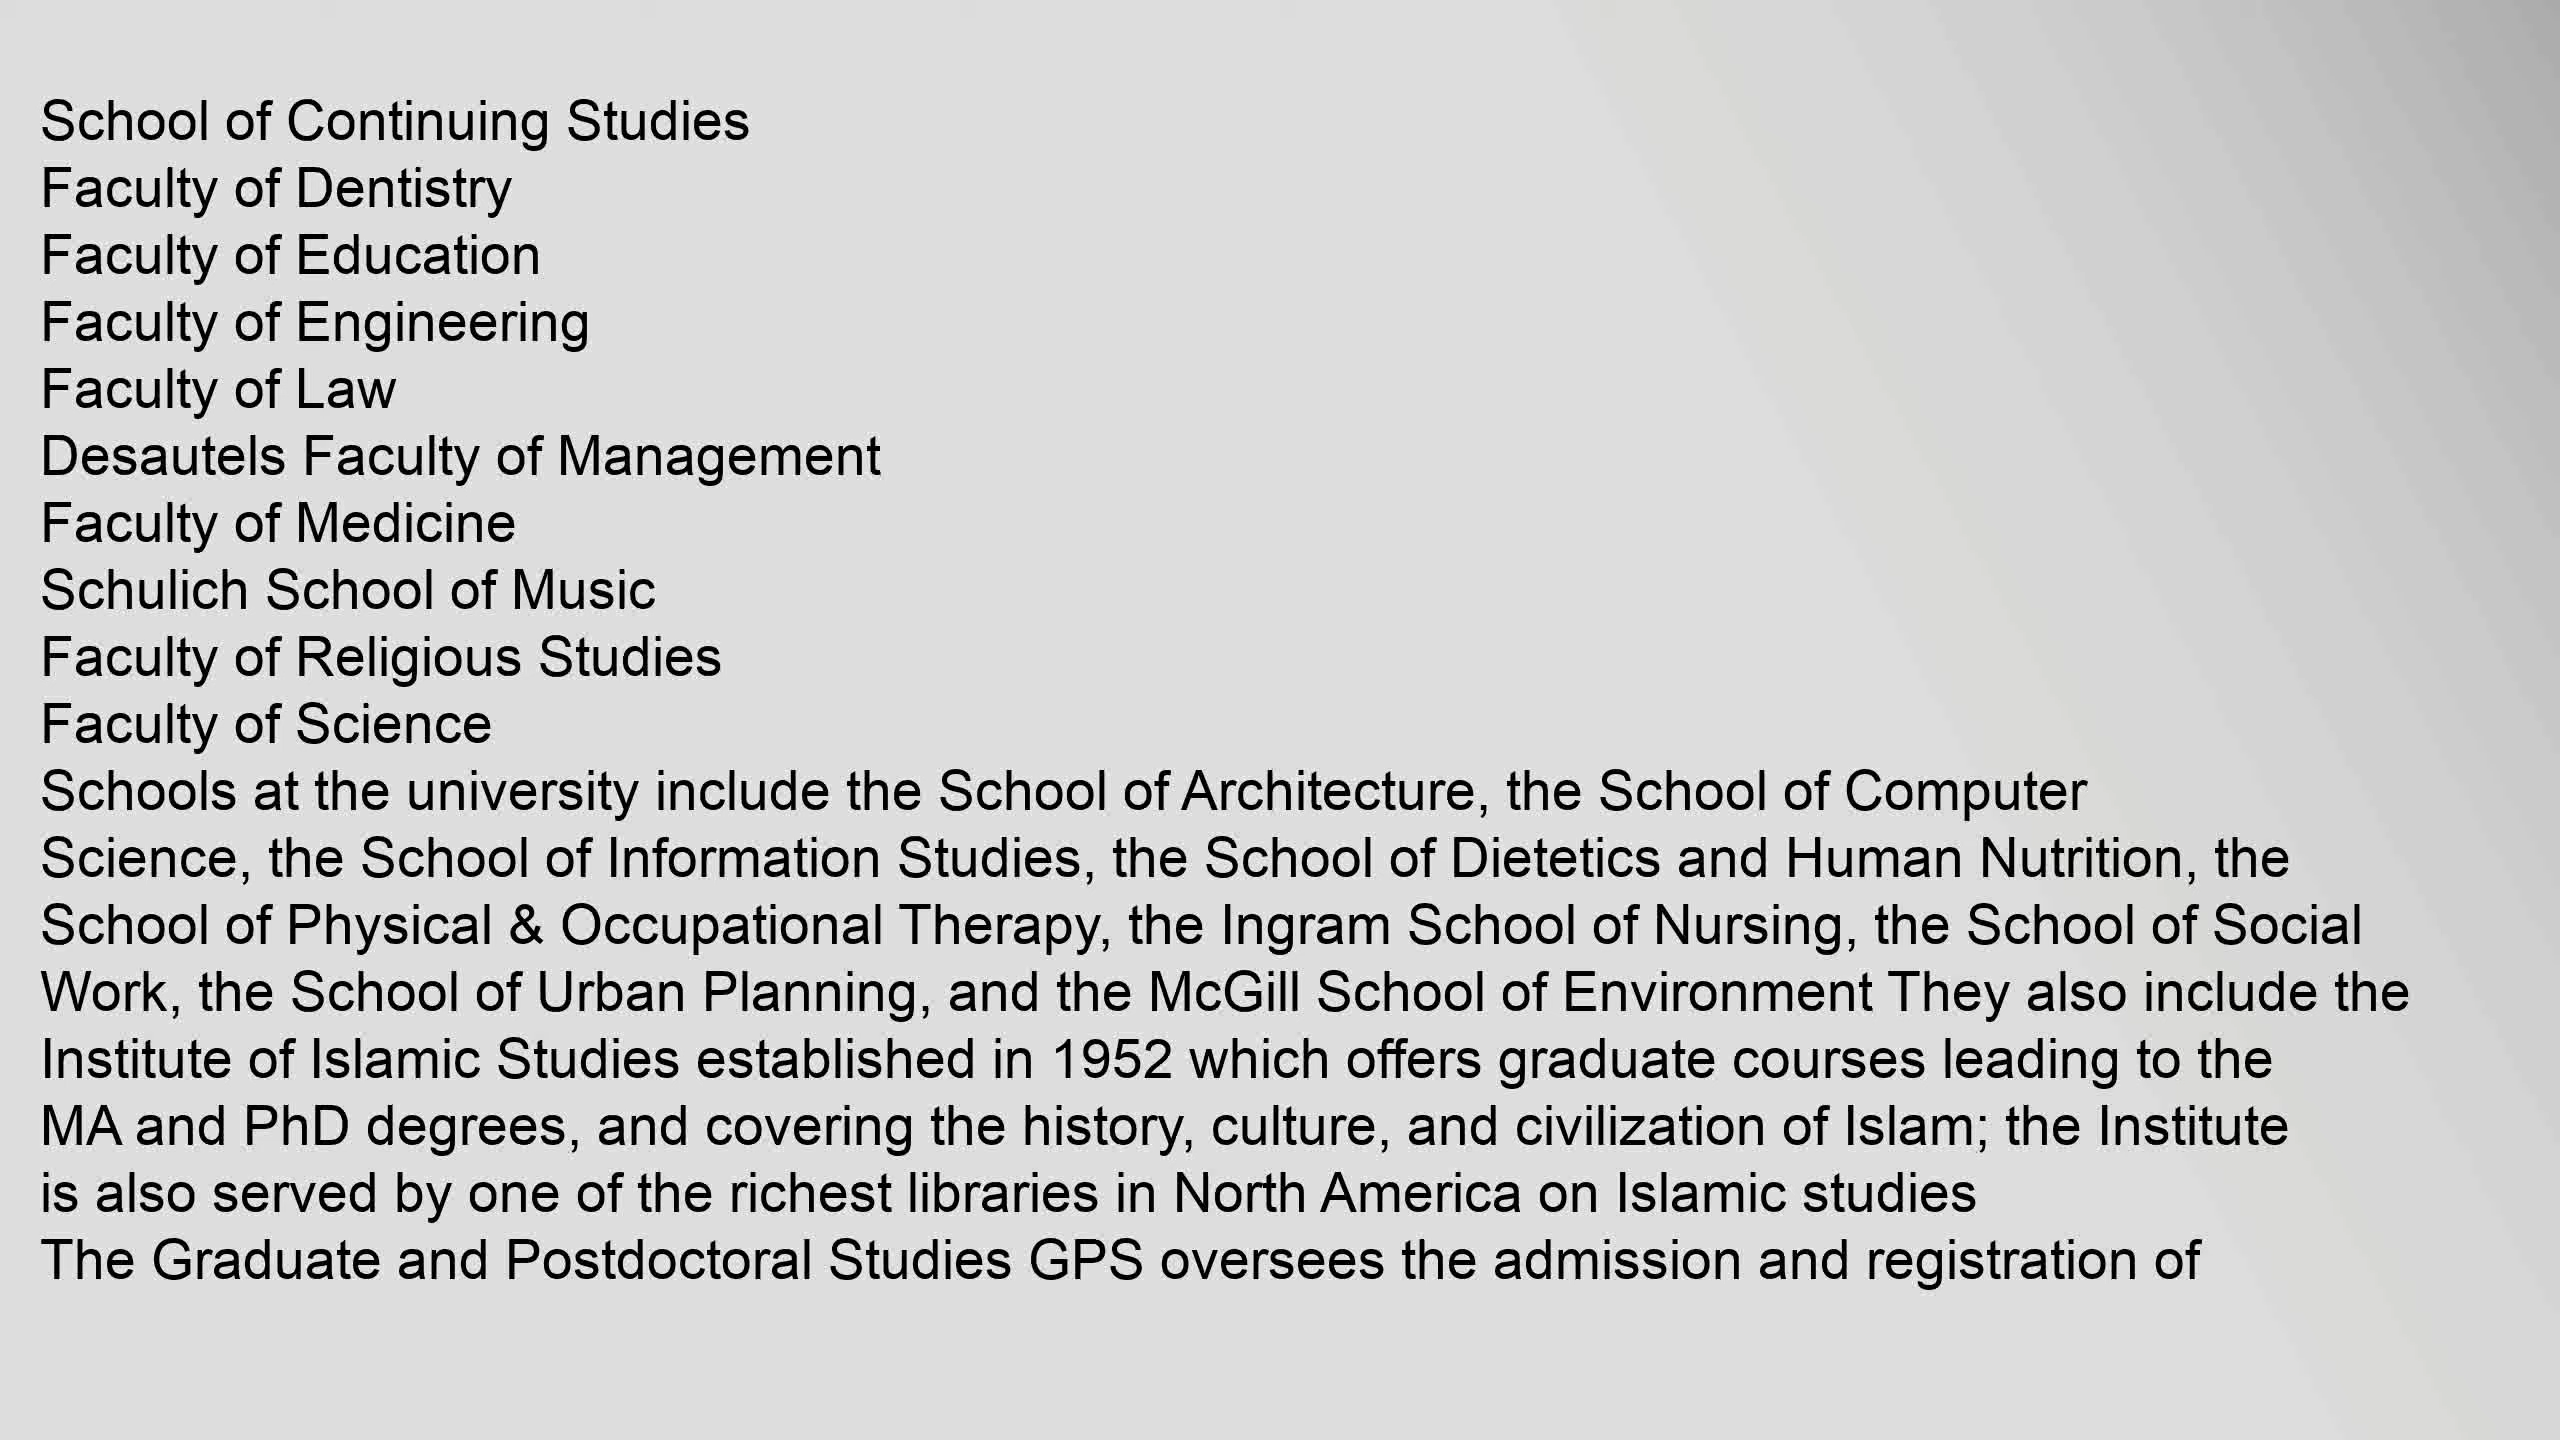 School of Continuing Studies
Faculty of Dentistry
Faculty of Education
Faculty of Engineering
Faculty of Law
Desautels Faculty of Management
Faculty of Medicine
Schulich School of Music
Faculty of Religious Studies
Faculty of Science
Schools at the university include the School of Architecture, the School of Computer
Science, the School of Information Studies, the School of Dietetics and Human Nutrition, the
School of Physical & Occupational Therapy, the Ingram School of Nursing, the School of Social
Work, the School of Urban Planning, and the McGill School of Environment They also include the
Institute of Islamic Studies established in 1952 which offers graduate courses leading to the
MA and PhD degrees, and covering the history, culture, and civilization of Islam; the Institute
is also served by one of the richest libraries in North America on Islamic studies
The Graduate and Postdoctoral Studies GPS oversees the admission and registration of